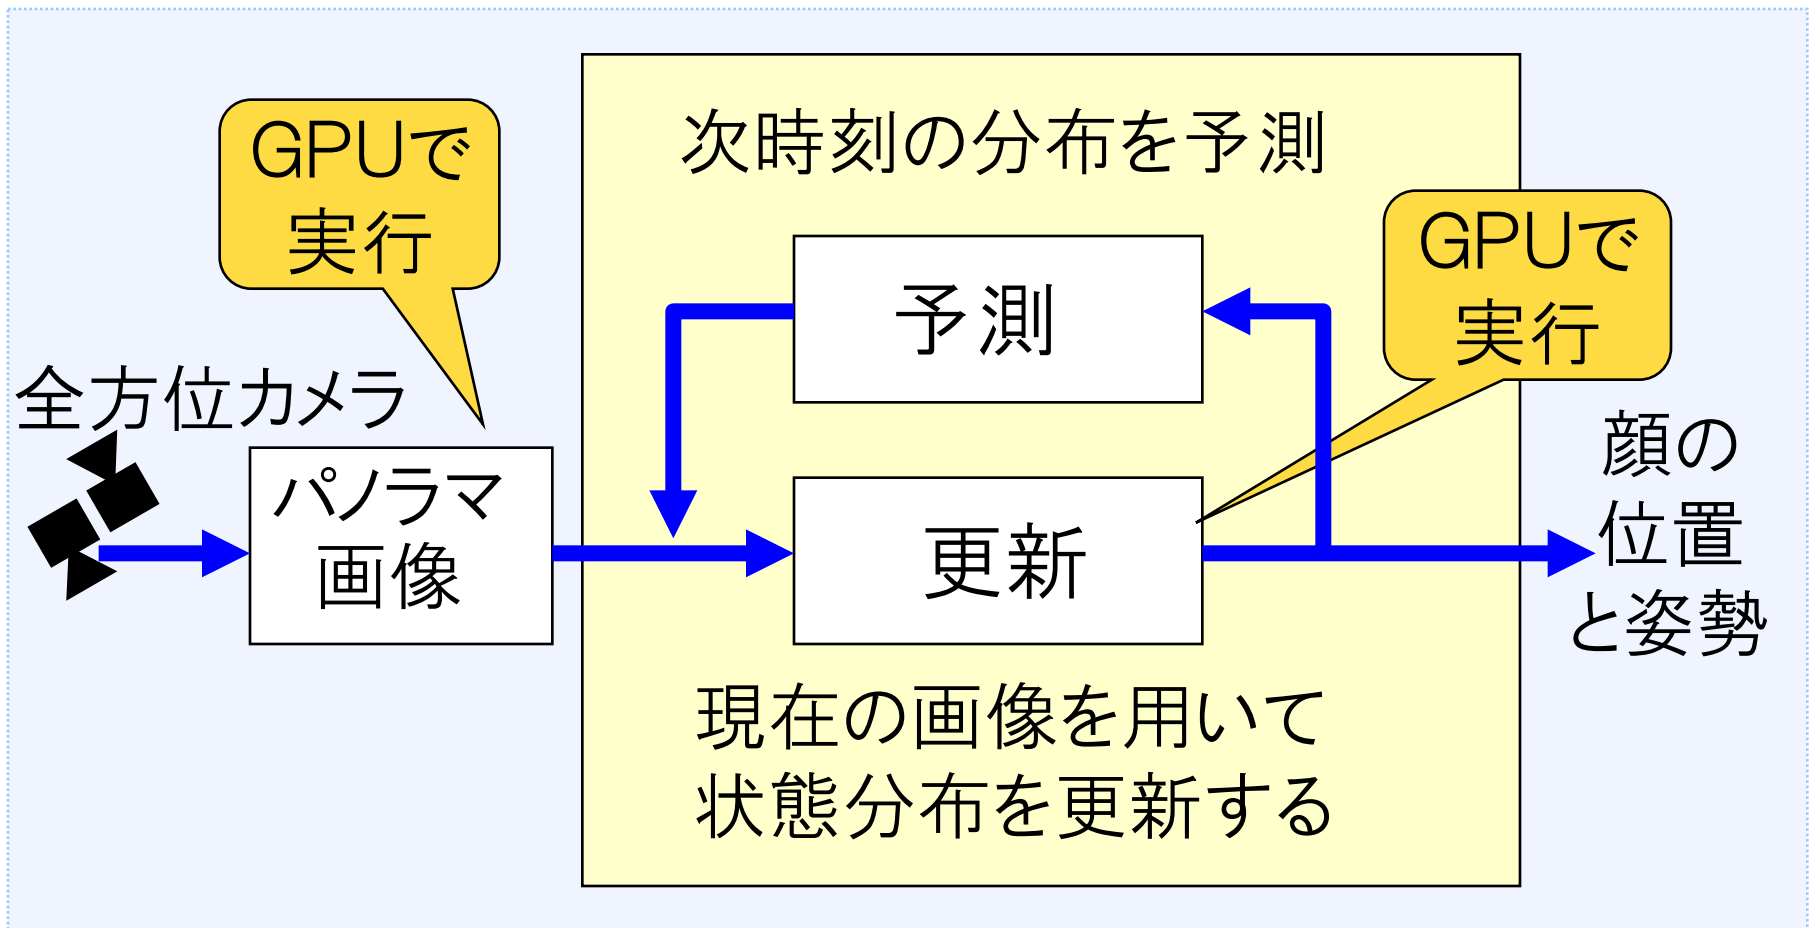 GPUで
実行
全方位カメラ
パノラマ
画像
次時刻の分布を予測
予測
更新
現在の画像を用いて
状態分布を更新する
GPUで
実行
顔の
位置
と姿勢